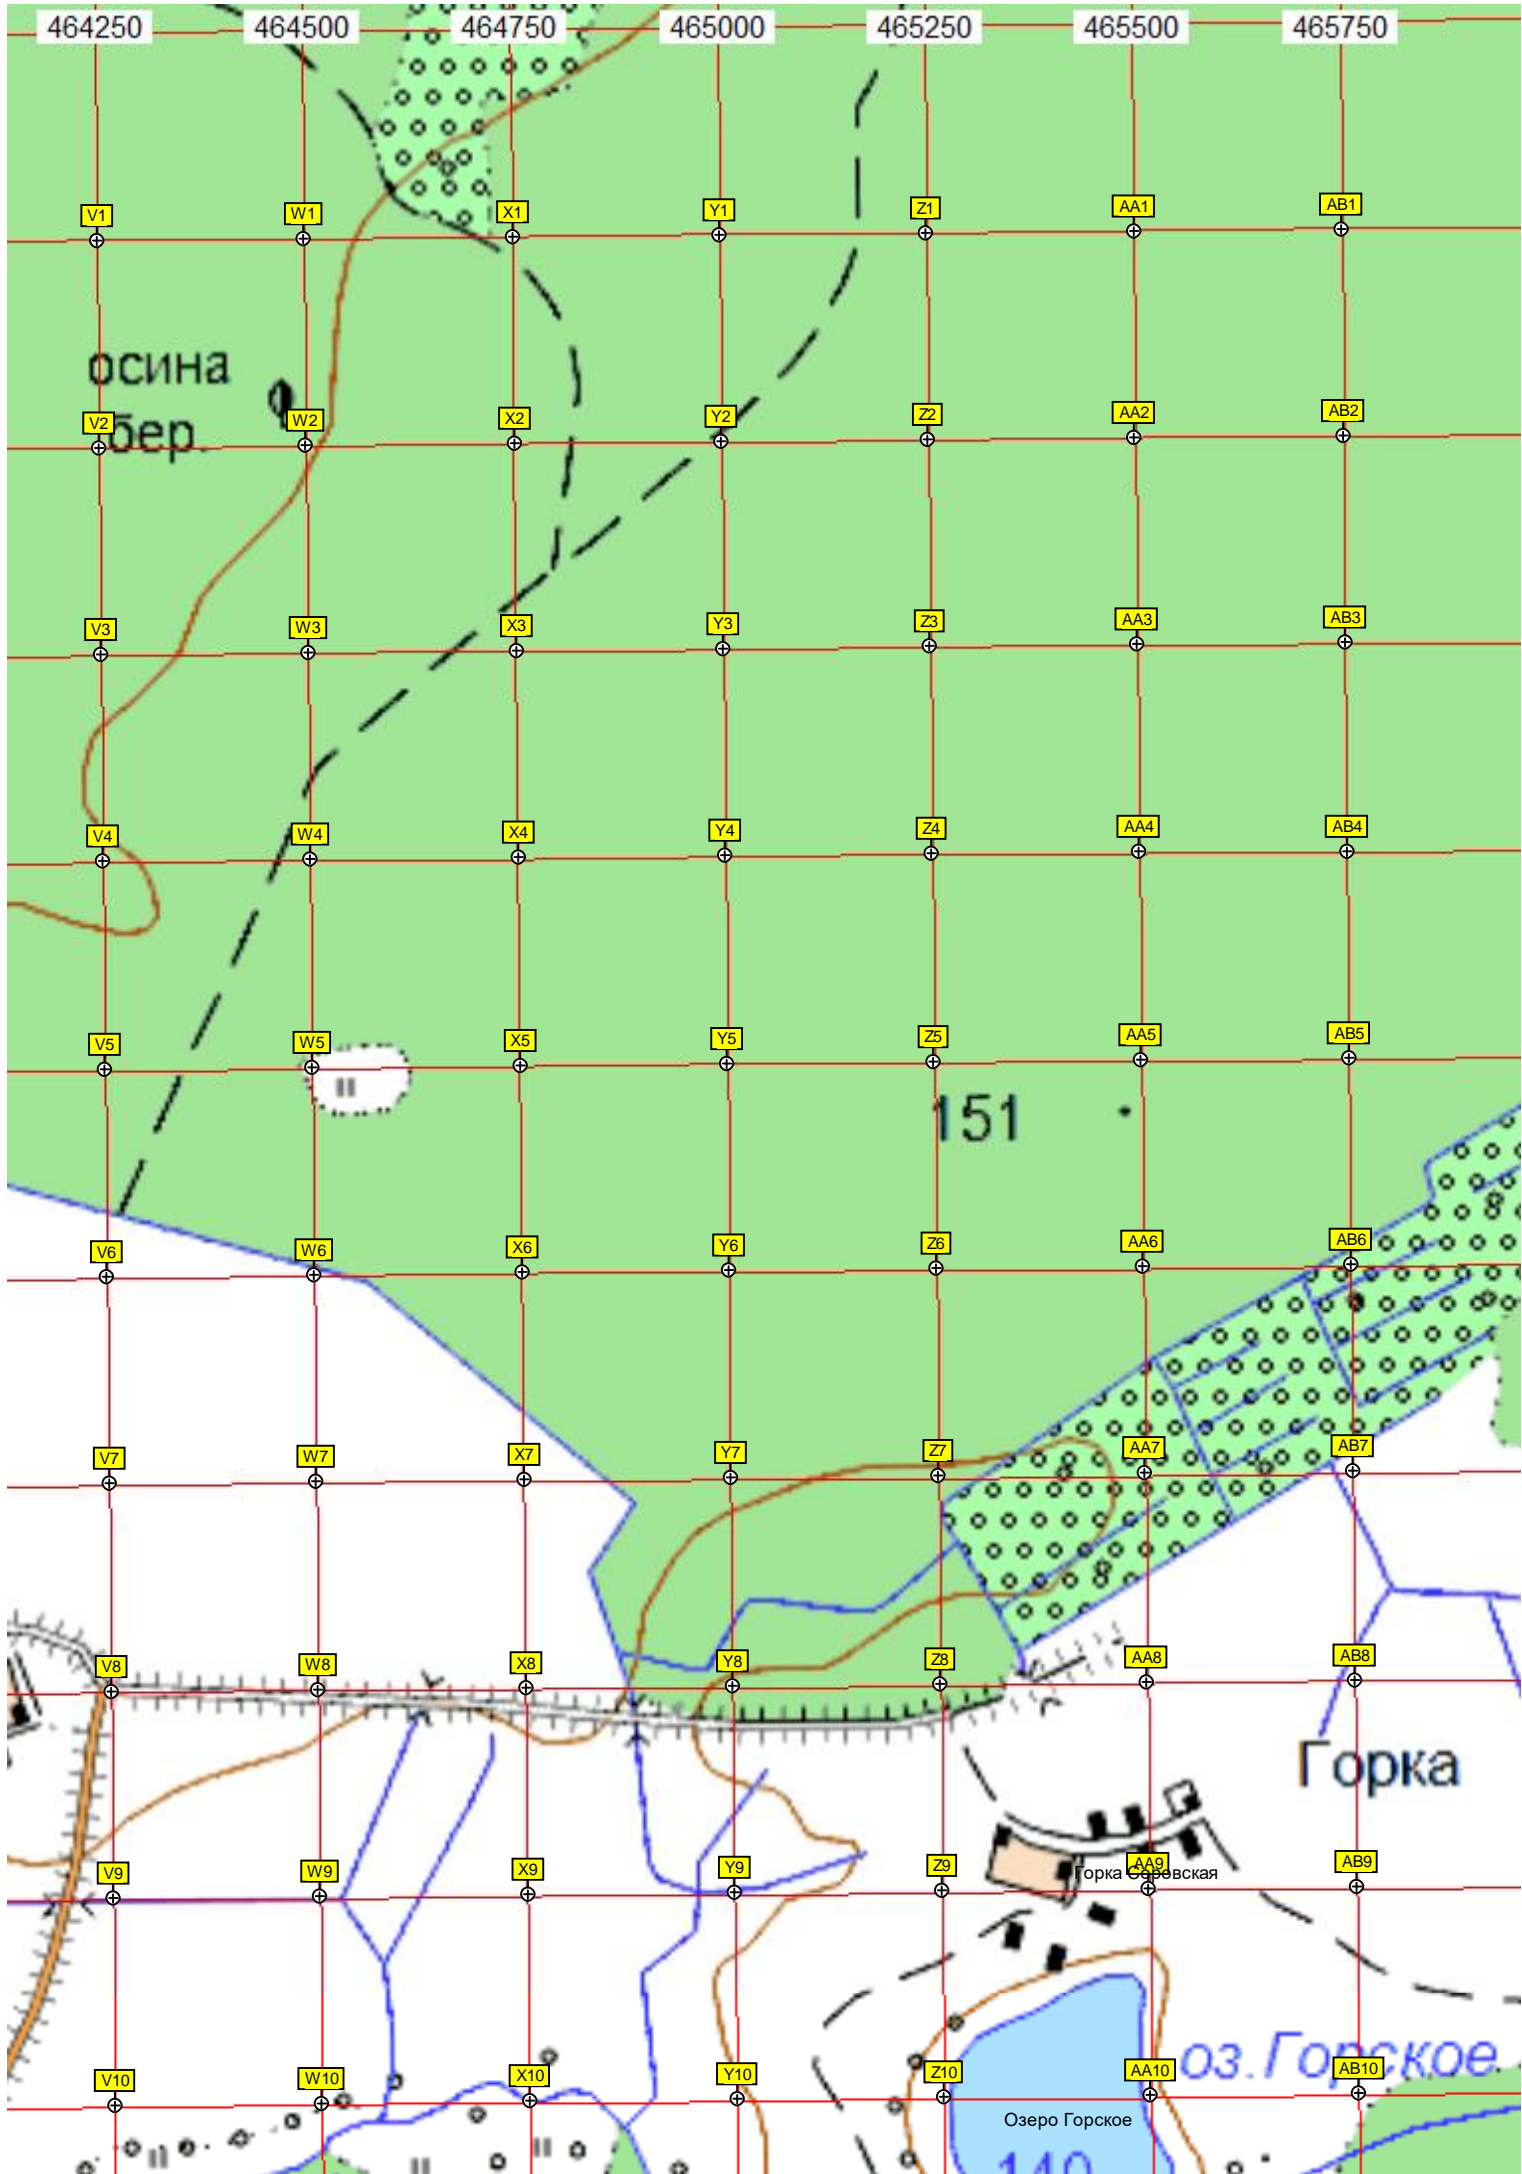 464250 464500 464750 465000 465250 465500 465750
V1 W1 X1 Y1 Z1 AA1 AB1
осина
бер.
V2 W2 X2 Y2 Z2 AA2 AB2
V3 W3 X3 Y3 Z3 AA3 AB3
V4 W4 X4 Y4 Z4 AA4 AB4
V5 W5 X5 Y5 Z5 AA5 AB5
151
V6 W6 X6 Y6 Z6 AA6 AB6
V7 W7 X7 Y7 Z7 AA7 AB7
V8 W8 X8 Y8 Z8 AA8 AB8
Горка
V9 W9 X9 Y9 Z9 AA9 AB9
Горка Серовская
оз.Горское
V10 W10 X10 Y10 Z10 AA10 AB10
Озеро Горское
140